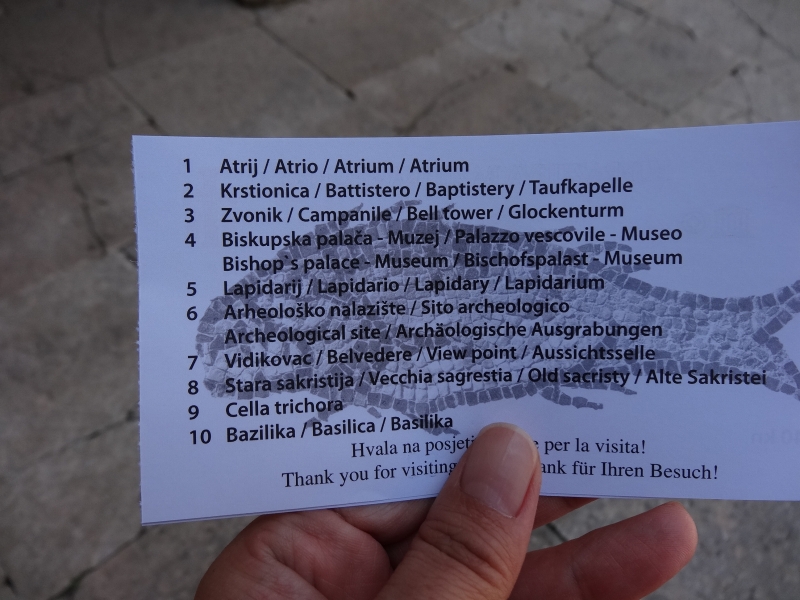 1 Atrij / Atrio / Atrium / Atrium
2 Krstionica / Battistero / Baptistery / Taufkapelle
3 Zvonik / Campanile / Bell tower / Glockenturm
4 Biskupska palača - Muzej / Palazzo vescovile - Museo
Bishop`s palace - Museum / Bischofspalast - Museum
5 Lapidarij / Lapidario / Lapidary / Lapidarium
6 Arheološko nalazište / Sito archeologico
Archeological site / Archäologische Ausgrabungen
7 Vidikovac / Belvedere / View point / Aussichtsselle
8 Stara sakristija / Vecchia sagrestia / Old sacristy / Alte Sakristei
9 Cella trichora
10 Bazilika / Basilica / Basilika
Hvala na per la visita!
Thank you for visiting für Ihren Besuch!